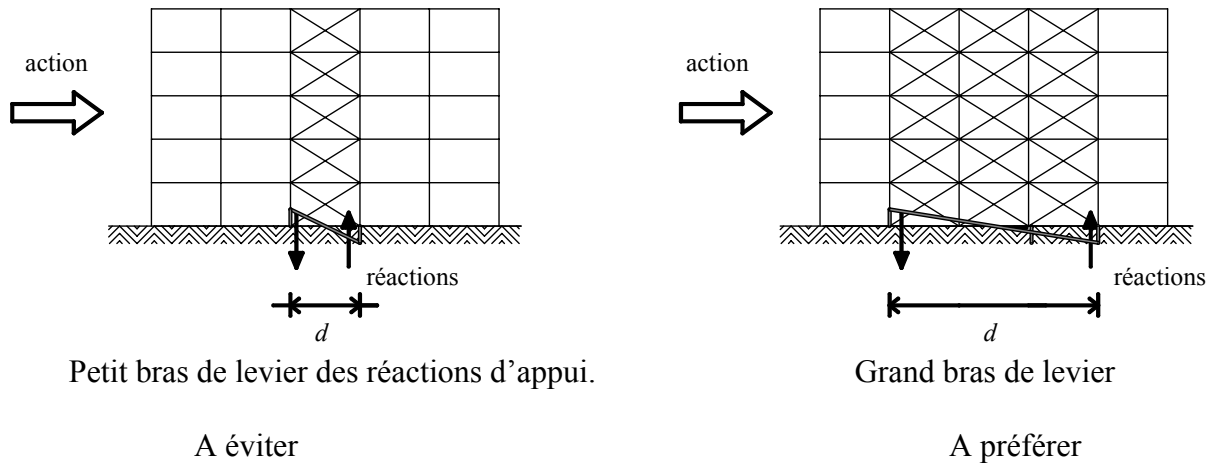 action
réactions
d
Petit bras de levier des réactions d’appui.
A éviter
action
réactions
d
Grand bras de levier
A préférer